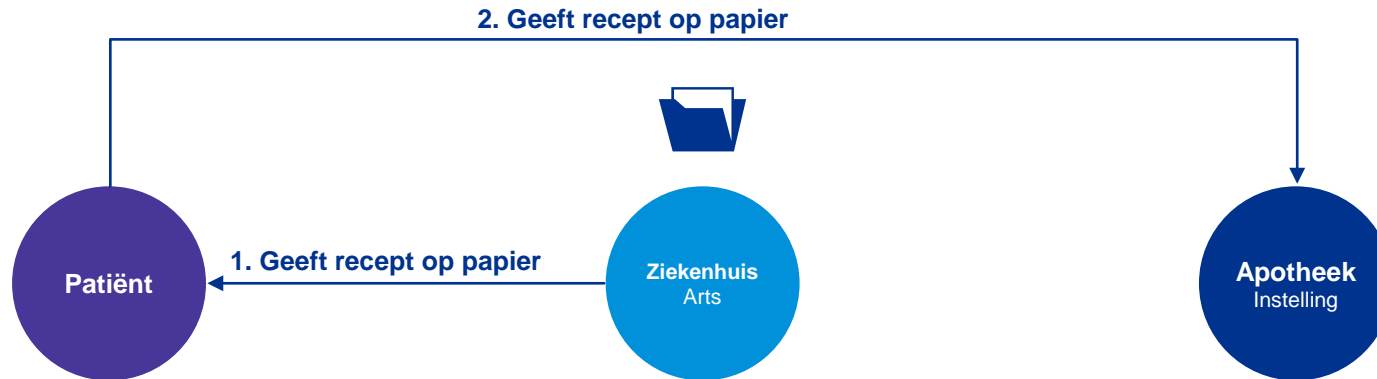 2. Geeft recept op papier
1. Geeft recept op papier
Patiënt
Ziekenhuis
Arts
Apotheek
Instelling